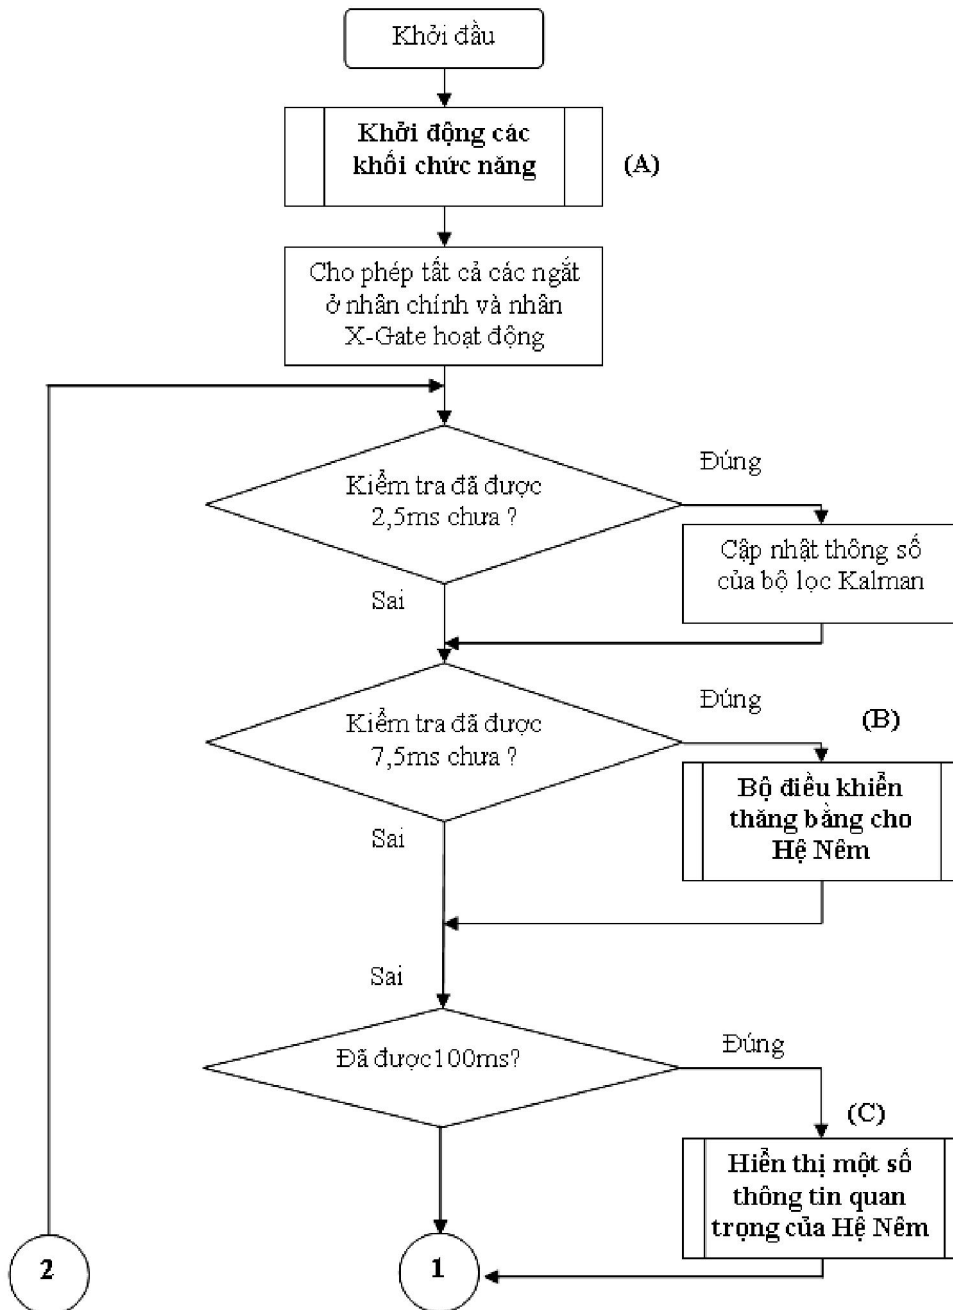 Khởi đầu
Khởi động các
khối chức năng
(A)
Cho phép tất cả các ngắt
ở nhân chính và nhân
X-Gate hoạt động
Đúng
Kiểm tra đã được
2,5ms chưa ?
Cập nhật thông số
của bộ lọc Kalman
Sai
Đúng
(B)
Kiểm tra đã được
7,5ms chưa ?
Bộ điều khiển
thăng bằng cho
Hệ Nêm
Sai
Sai
Đã được100ms?
Đúng
(C)
Hiển thị một số
thông tin quan
trọng của Hệ Nêm
2
1